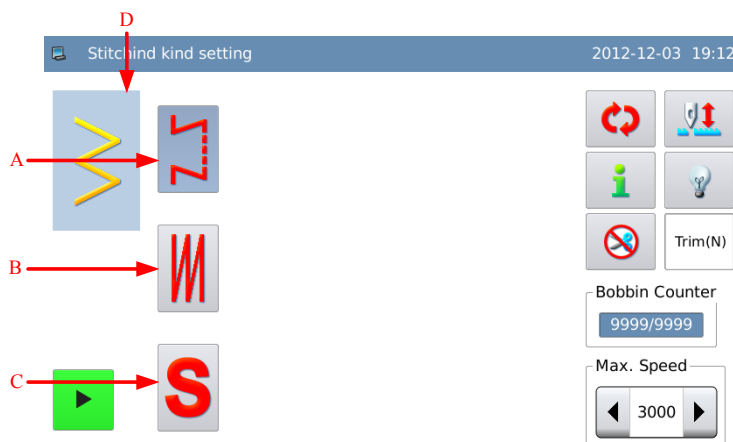 D
Stitchind kind setting 2012-12-03 19:12
A
B
Trim(N)
Bobbin Counter
9999/9999
Max. Speed
C
S
3000